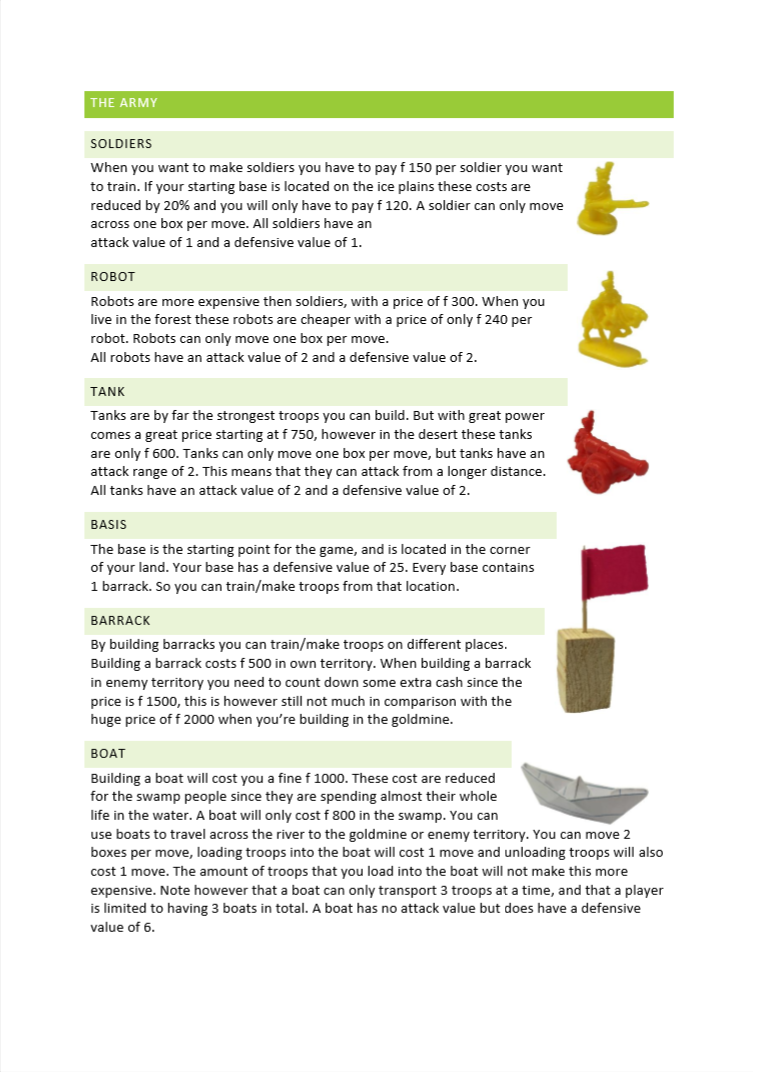 THE ARMY
SOLDIERS
When you want to make soldiers you have to pay f 150 per soldier you want
to train. If your starting base is located on the ice plains these costs are
reduced by 20% and you will only have to pay f 120. A soldier can only move
across one box per move. All soldiers have an
attack value of 1 and a defensive value of 1.
ROBOT
Robots are more expensive then soldiers, with a price of f 300. When you
live in the forest these robots are cheaper with a price of only f 240 per
robot. Robots can only move one box per move.
All robots have an attack value of 2 and a defensive value of 2.
TANK
Tanks are by far the strongest troops you can build. But with great power
comes a great price starting at f 750, however in the desert these tanks
are only f 600. Tanks can only move one box per move, but tanks have an
attack range of 2. This means that they can attack from a longer distance.
All tanks have an attack value of 2 and a defensive value of 2.
BASIS
The base is the starting point for the game, and is located in the corner
of your land. Your base has a defensive value of 25. Every base contains
1 barrack. So you can train/make troops from that location.
BARRACK
By building barracks you can train/make troops on different places.
Building a barrack costs f 500 in own territory. When building a barrack
in enemy territory you need to count down some extra cash since the
price is f 1500, this is however still not much in comparison with the
huge price of f 2000 when you're building in the goldmine.
BOAT
Building a boat will cost you a fine f 1000. These cost are reduced
for the swamp people since they are spending almost their whole
life in the water. A boat will only cost f 800 in the swamp. You can
use boats to travel across the river to the goldmine or enemy territory. You can move 2
boxes per move, loading troops into the boat will cost 1 move and unloading troops will also
cost 1 move. The amount of troops that you load into the boat will not make this more
expensive. Note however that a boat can only transport 3 troops at a time, and that a player
is limited to having 3 boats in total. A boat has no attack value but does have a defensive
value of 6.